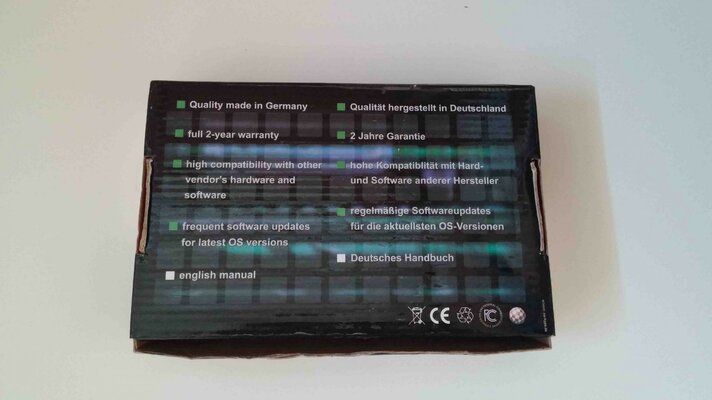 Quality made in Germany
full 2-year warranty
high compatibility with other
vendor's hardware and
software
frequent software updates
for latest OS versions
english manual
Qualität hergestellt in Deutschland
2 Jahre Garantie
hohe Kompatiblität mit Hard-
und Software anderer Hersteller
regelmäßige Softwareupdates
für die aktuellsten OS-Versionen
Deutsches Handbuch
CE
FC